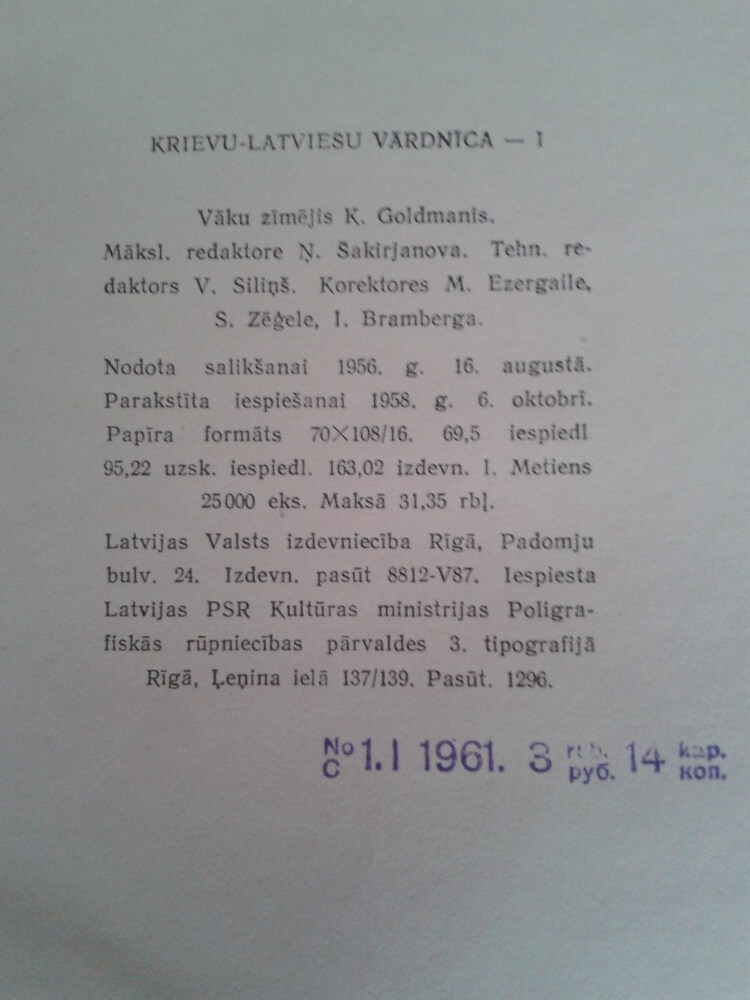 KRIEVU-LATVIEŠU VĀRDNĪCA — I
Vāku zīmējis K. Goldmanis.
Māksl. redaktore Ņ. Šakirjanova. Tehn. re-
daktors V. Siliņš. Korektores M. Ezergaile,
S. Zēģele, I. Bramberga.
Nodota salikšanai 1956. g. 16. augustā.
Parakstīta iespiešanai 1958. g. 6. oktobrī.
Papīra formāts 70×108/16. 69,5 iespiedl
95,22 uzsk. iespiedl. 163,02 izdevn. l. Metiens
25000 eks. Maksā 31,35 rbļ.
Latvijas Valsts izdevniecība Rīgā, Padomju
bulv. 24. Izdevn. pasūt 8812-V87. Iespiesta
Latvijas PSR Kultūras ministrijas Poligra-
fiskās rūpniecības pārvaldes 3. tipografijā
Rīgā, Ļeņina ielā 137/139. Pasūt. 1296.
No 1.I 1961. 3 rub. 14 kap.
С руб. коп.